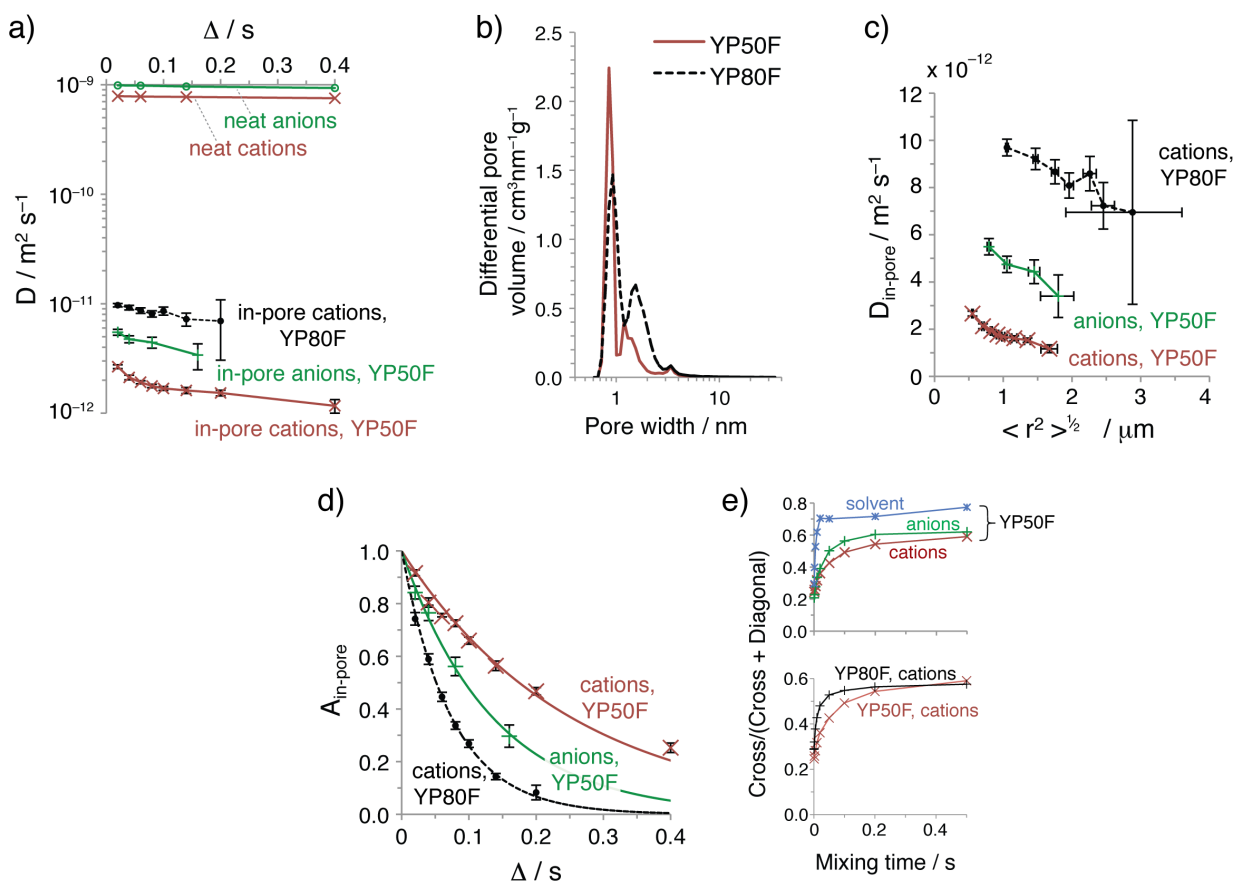 a)
Δ / s
0 0.1 0.2 0.3 0.4
10⁻⁹
10⁻¹⁰
10⁻¹¹
10⁻¹²
D / m² s⁻¹
neat anions
neat cations
in-pore cations,
YP80F
in-pore anions, YP50F
in-pore cations, YP50F
b)
2.5
2.0
1.5
1.0
0.5
0.0
Differential pore
volume / cm³nm⁻¹g⁻¹
YP50F
YP80F
1 10
Pore width / nm
c)
x 10⁻¹²
12
10
8
6
4
2
0
D in-pore / m² s⁻¹
cations,
YP80F
anions, YP50F
cations, YP50F
0 1 2 3 4
< r² >^½ / μm
d)
1.0
0.8
0.6
0.4
0.2
0.0
A in-pore
cations,
YP50F
anions,
YP50F
cations,
YP80F
0 0.1 0.2 0.3 0.4
Δ / s
e)
0.8
0.6
0.4
0.2
0.0
solvent
anions
cations
YP50F
Cross/(Cross + Diagonal)
0.6
0.4
0.2
0.0
YP80F, cations
YP50F, cations
0 0.2 0.4
Mixing time / s